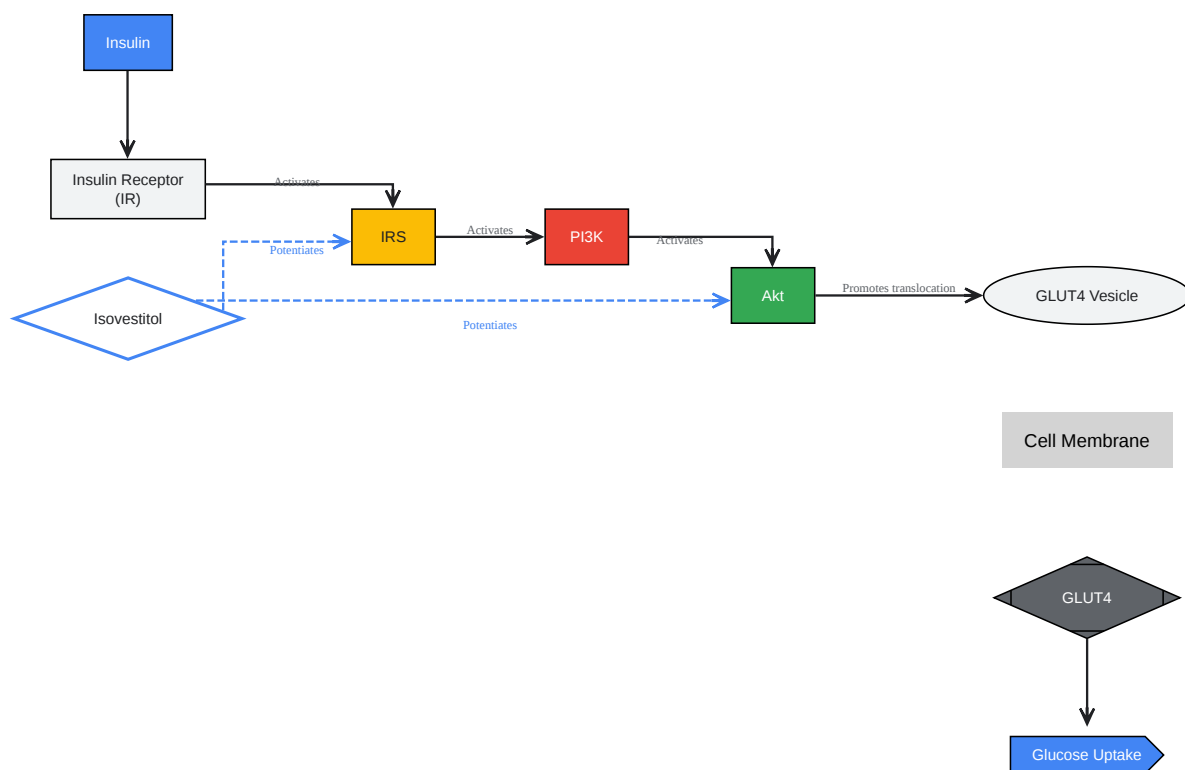 Insulin
Insulin Receptor
(IR)
Activates
IRS
Activates
PI3K
Activates
Potentiates
Isovestitol
Potentiates
Akt
Promotes translocation
GLUT4 Vesicle
Cell Membrane
GLUT4
Glucose Uptake